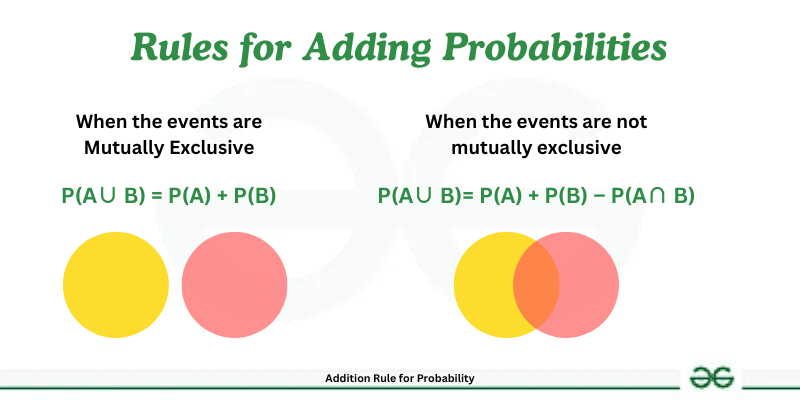 Rules for Adding Probabilities
When the events are
Mutually Exclusive
P(A∪ B) = P(A) + P(B)
When the events are not
mutually exclusive
P(A∪ B)= P(A) + P(B) – P(A∩ B)
Addition Rule for Probability